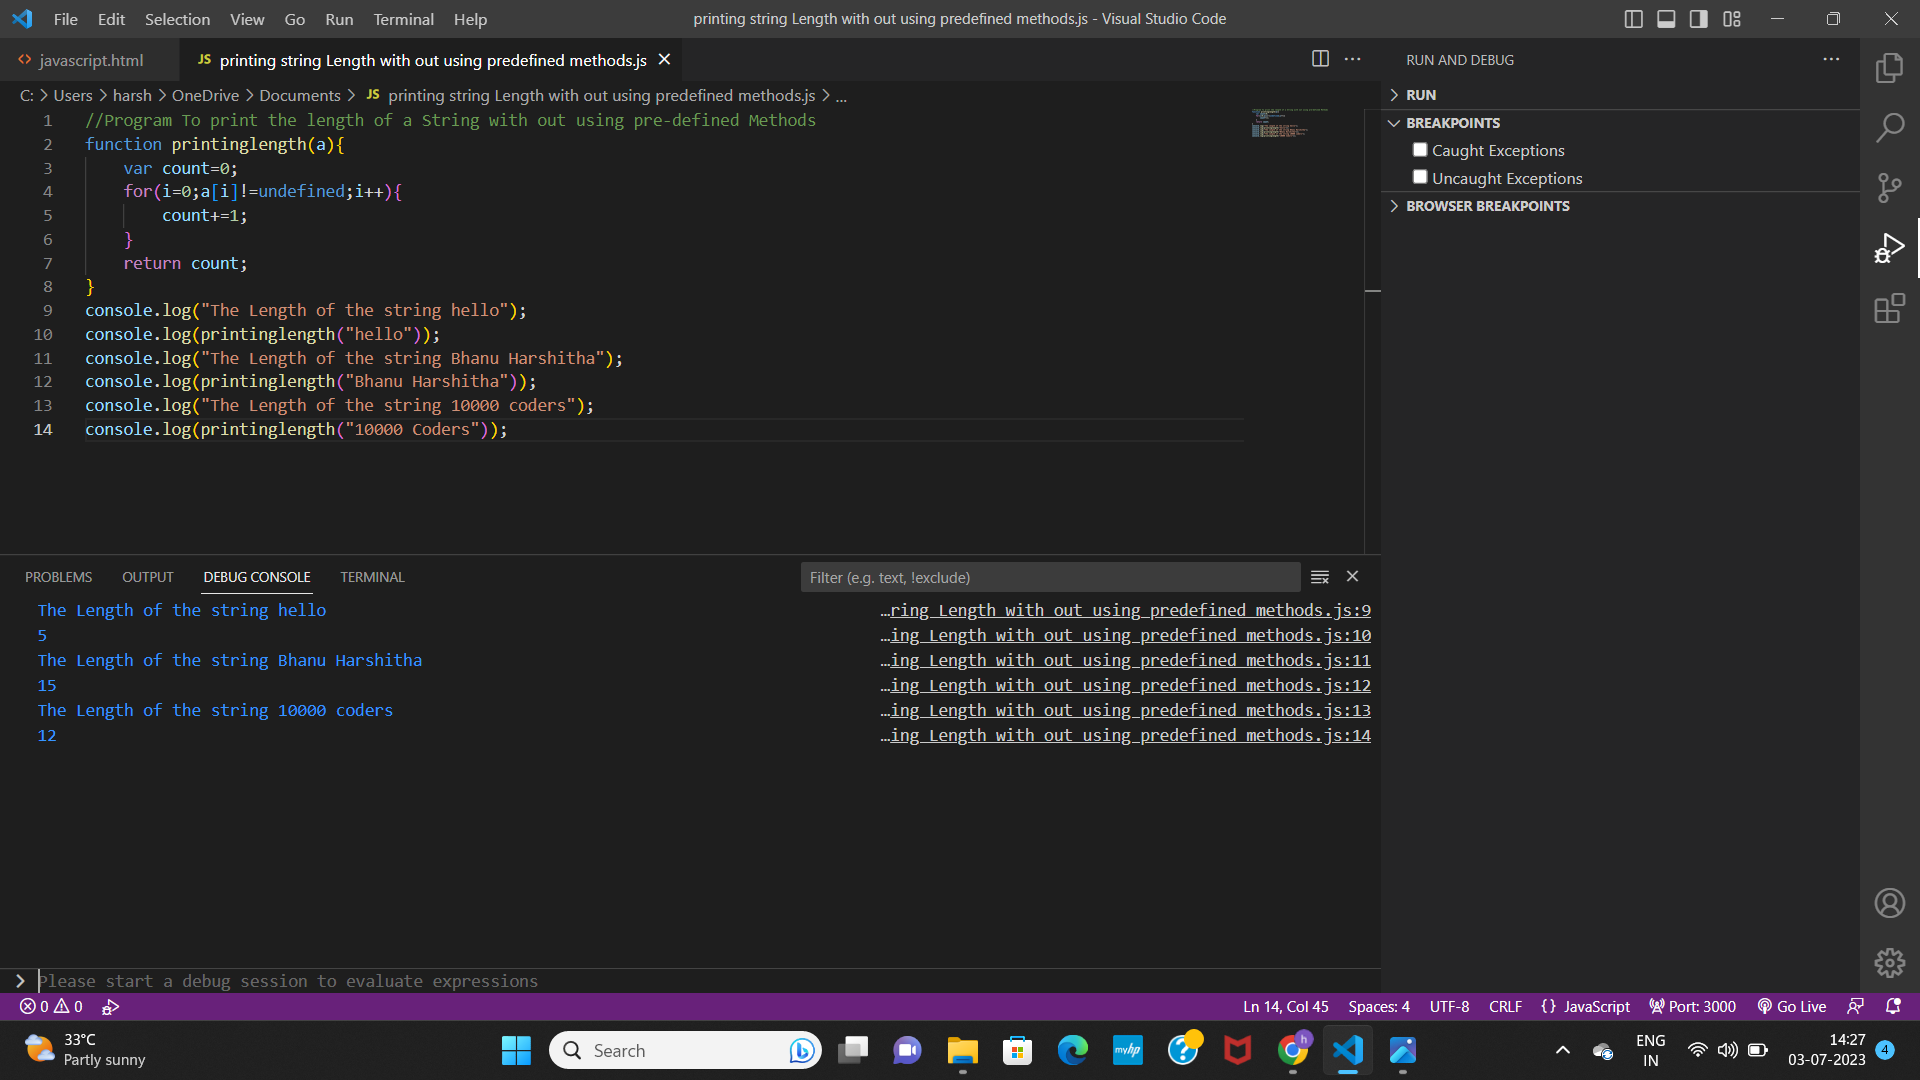 File Edit Selection View Go Run Terminal Help
printing string Length with out using predefined methods.js - Visual Studio Code
javascript.html
JS printing string Length with out using predefined methods.js
RUN AND DEBUG
C: > Users > harsh > OneDrive > Documents > JS printing string Length with out using predefined methods.js > ...
RUN
BREAKPOINTS
Caught Exceptions
Uncaught Exceptions
BROWSER BREAKPOINTS
1 //Program To print the length of a String with out using pre-defined Methods
2 function printinglength(a){
3     var count=0;
4     for(i=0;a[i]!=undefined;i++){
5         count+=1;
6     }
7     return count;
8 }
9 console.log("The Length of the string hello");
10 console.log(printinglength("hello"));
11 console.log("The Length of the string Bhanu Harshitha");
12 console.log(printinglength("Bhanu Harshitha"));
13 console.log("The Length of the string 10000 coders");
14 console.log(printinglength("10000 Coders"));
PROBLEMS OUTPUT DEBUG CONSOLE TERMINAL
Filter (e.g. text, !exclude)
The Length of the string hello …ring Length with out using predefined methods.js:9
5 …ing Length with out using predefined methods.js:10
The Length of the string Bhanu Harshitha …ing Length with out using predefined methods.js:11
15 …ing Length with out using predefined methods.js:12
The Length of the string 10000 coders …ing Length with out using predefined methods.js:13
12 …ing Length with out using predefined methods.js:14
Please start a debug session to evaluate expressions
0 0
Ln 14, Col 45 Spaces: 4 UTF-8 CRLF {} JavaScript Port: 3000 Go Live
33°C
Partly sunny
Search
myhp
h
ENG
IN
14:27
03-07-2023
4